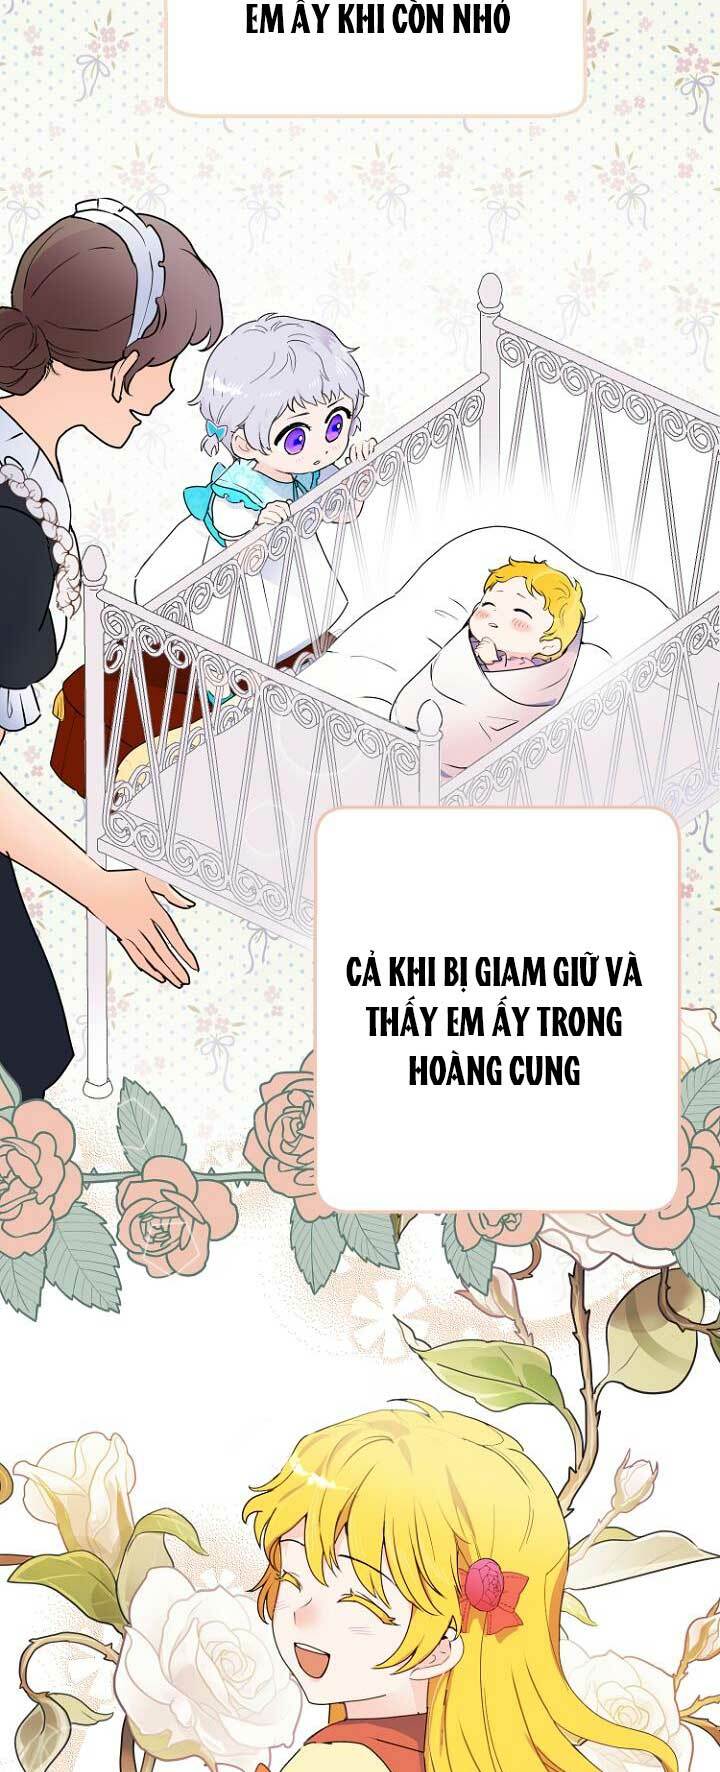 EM ẤY KHI CÒN NHỎ
CẢ KHI BỊ GIAM GIỮ VÀ
THẤY EM ẤY TRONG
HOÀNG CUNG